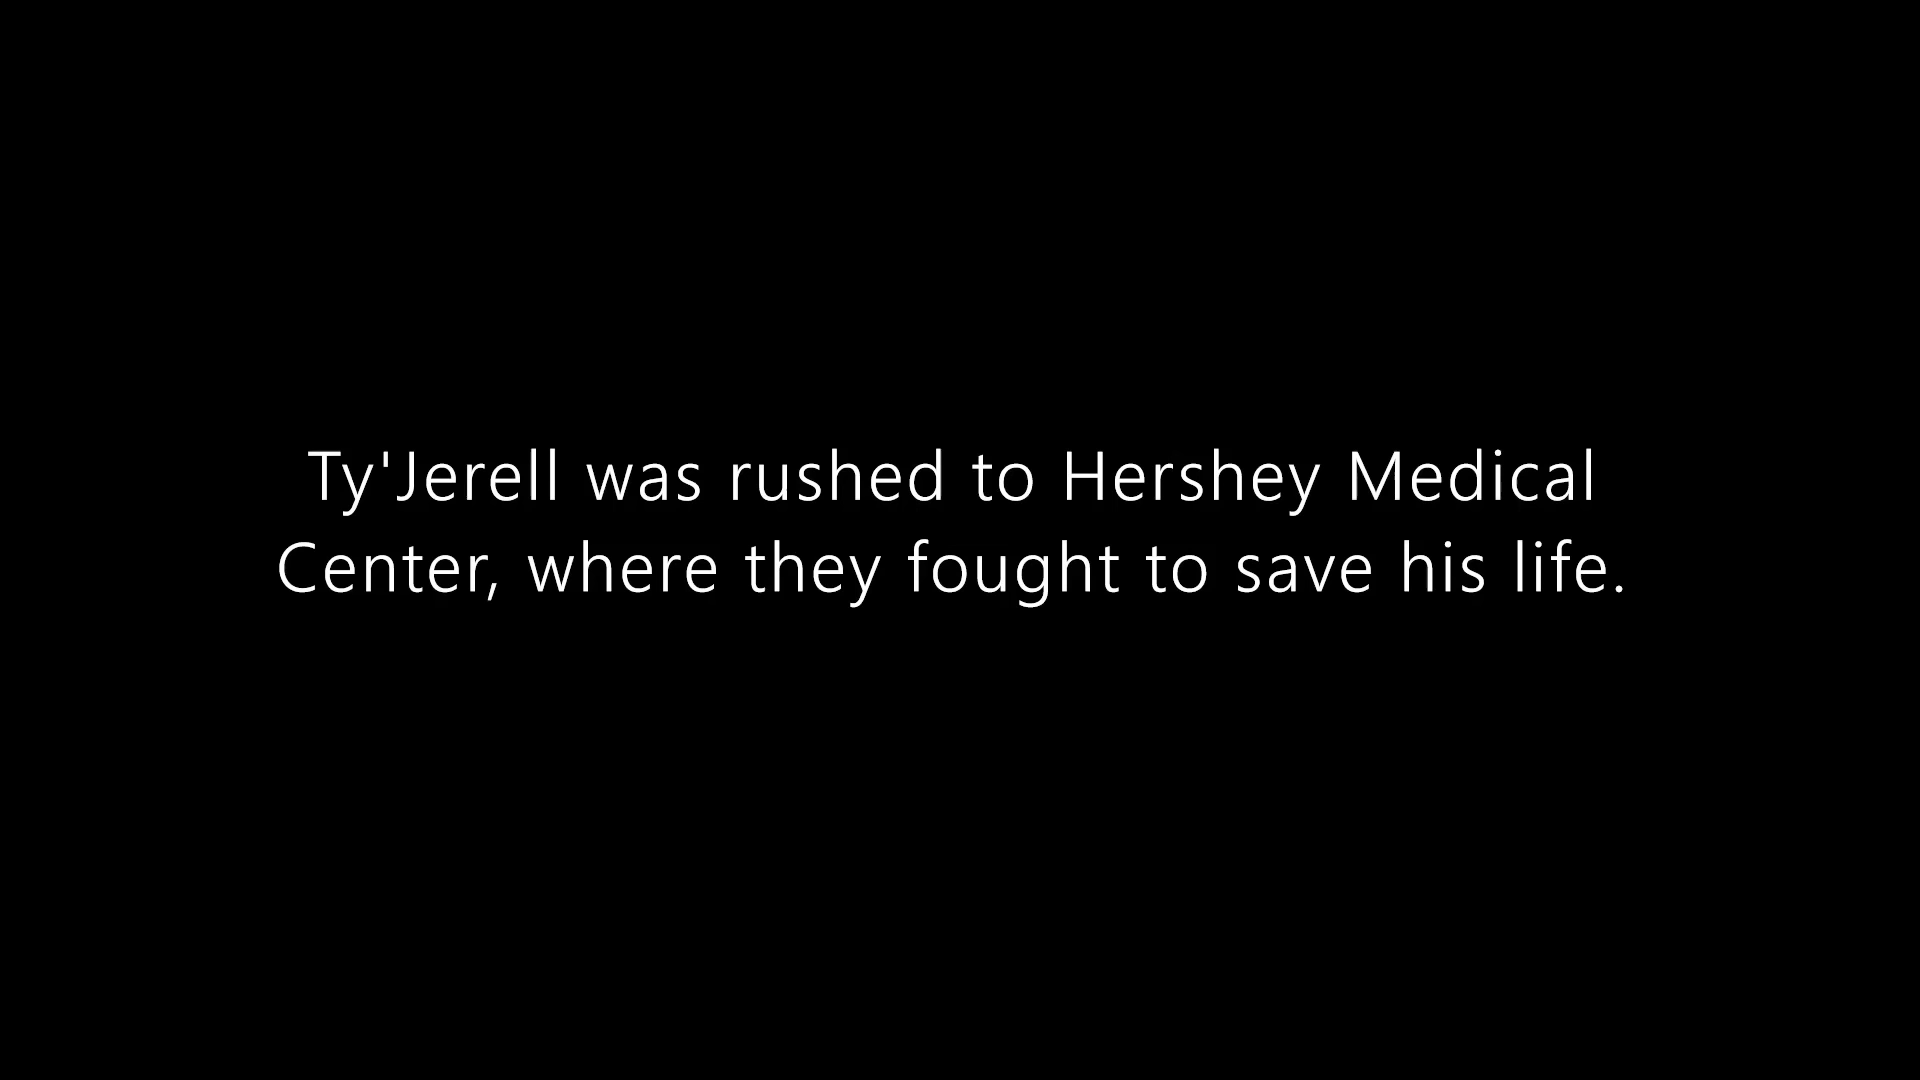 Ty'Jerell was rushed to Hershey Medical
Center, where they fought to save his life.